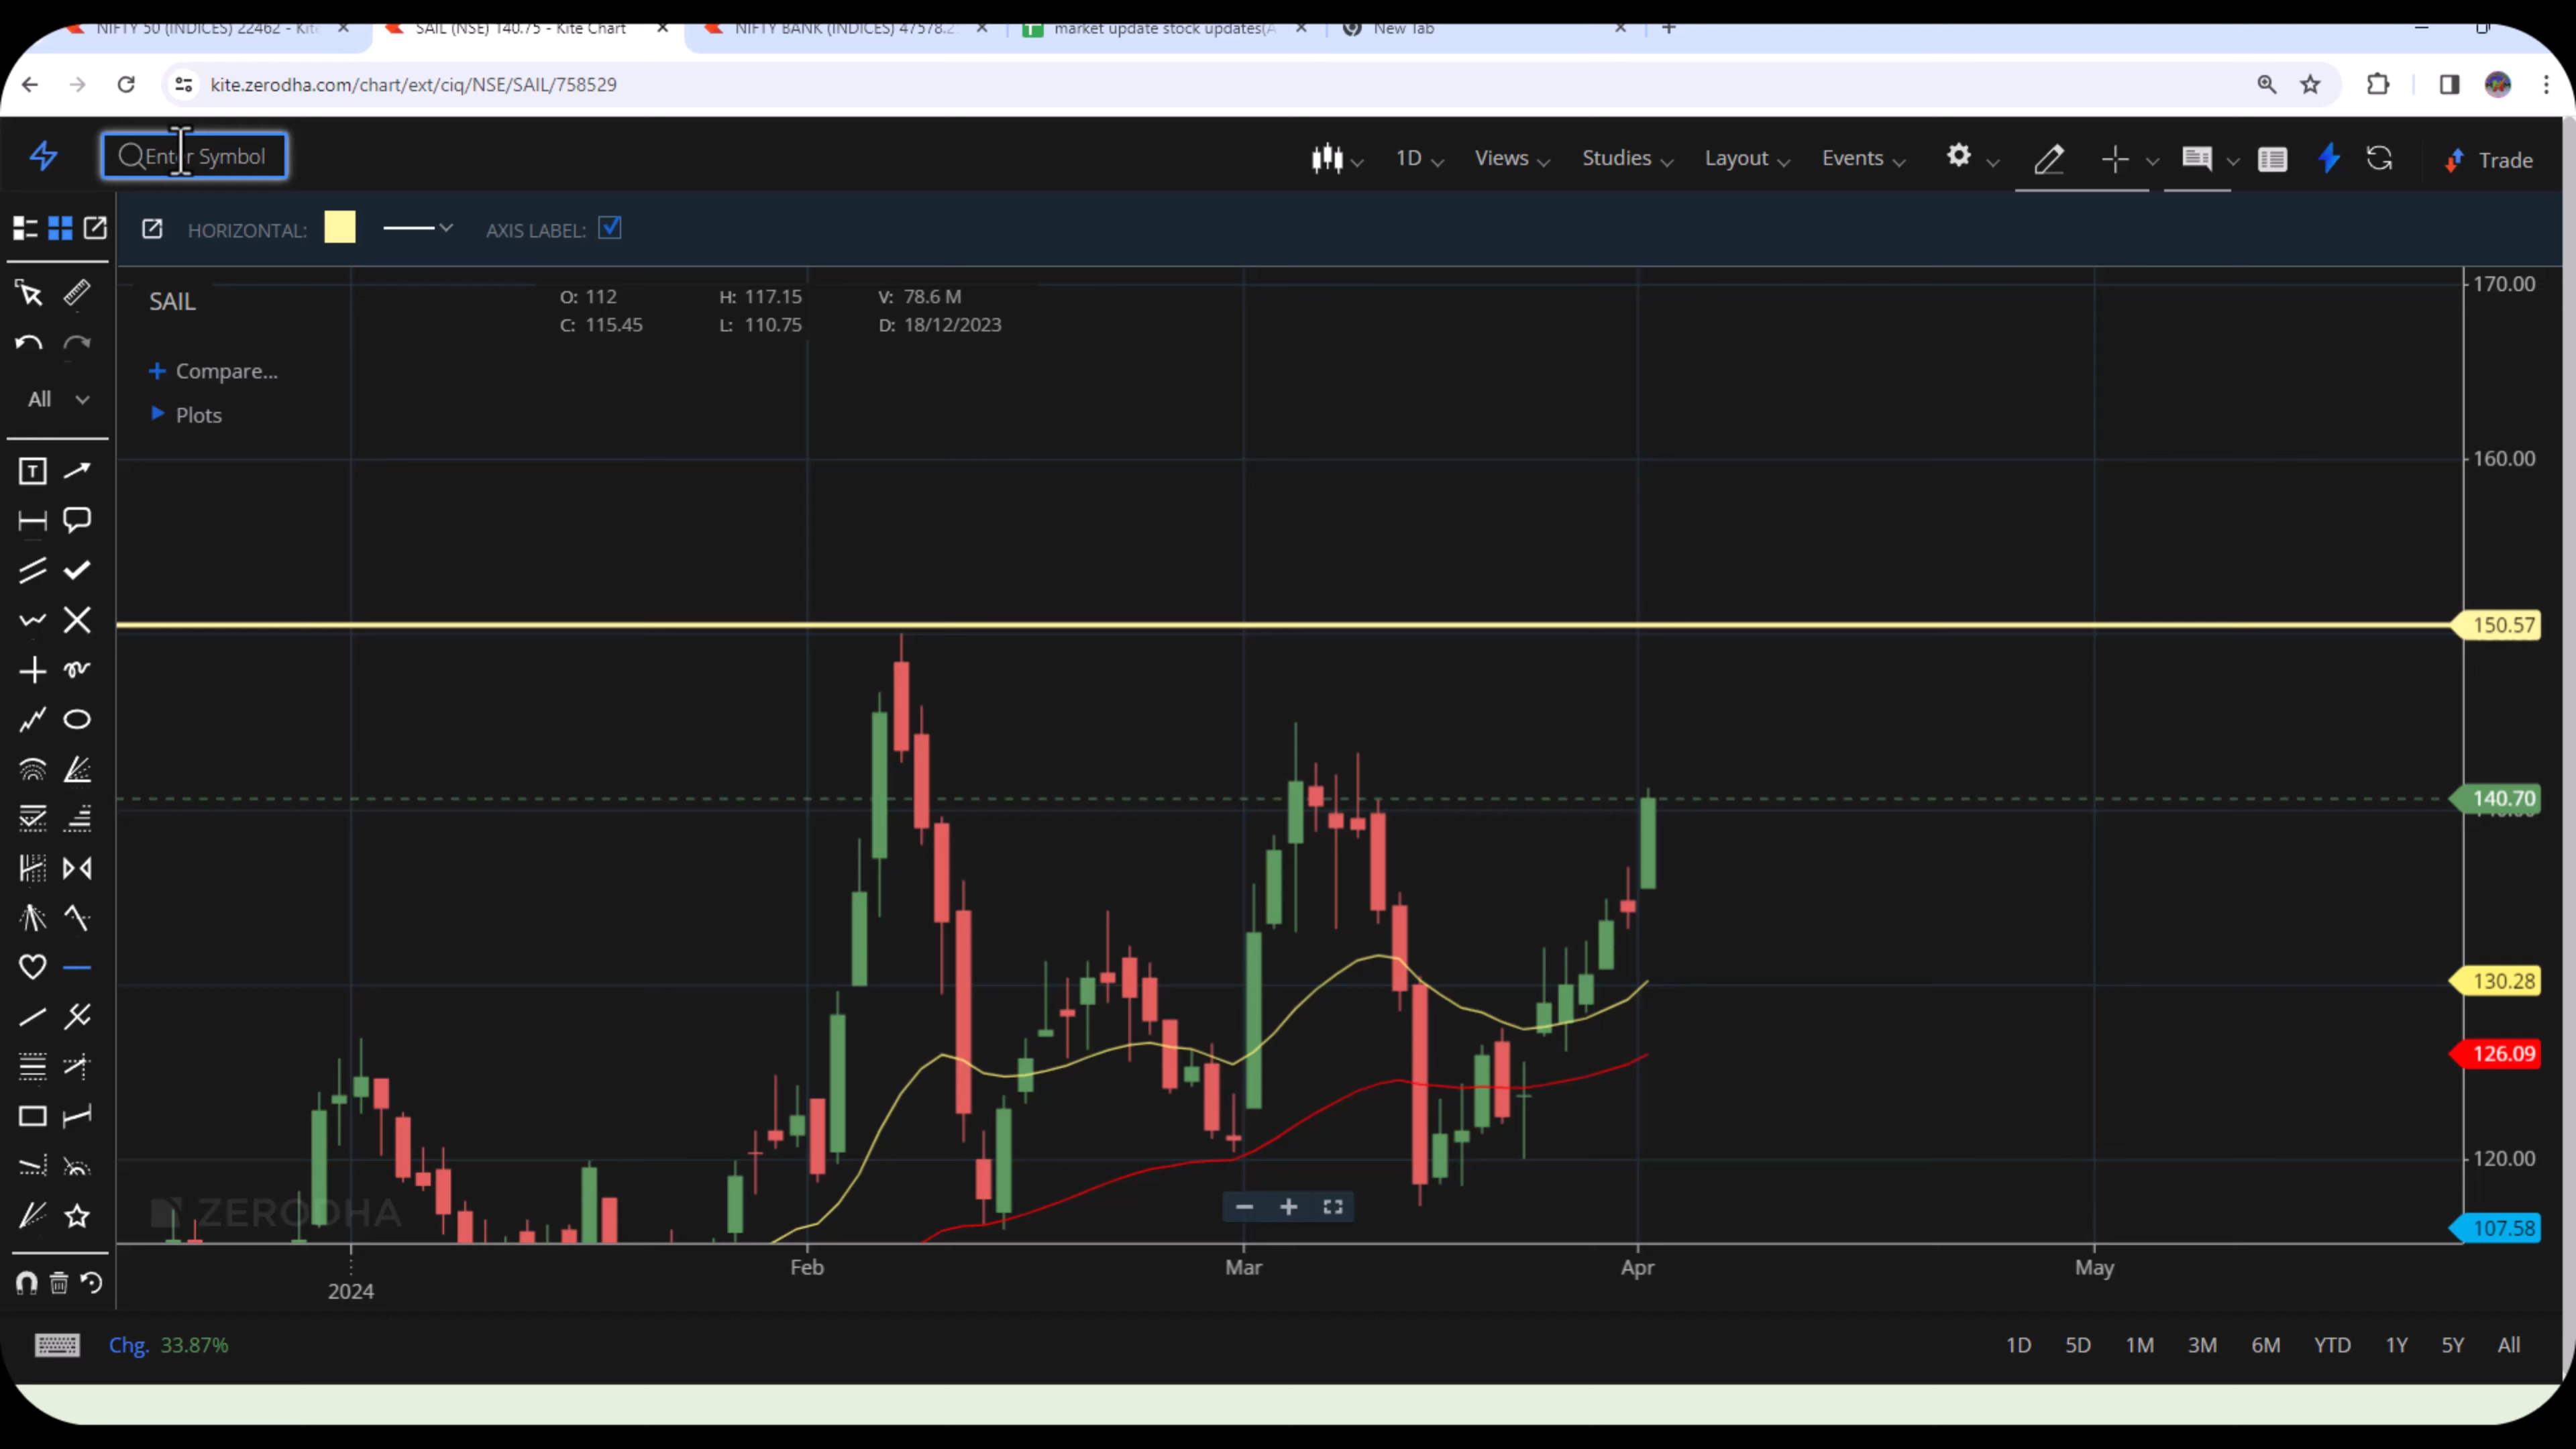 NIFTY 50 (INDICES) 22462 - Kite
SAIL (NSE) 140.75 - Kite Chart
NIFTY BANK (INDICES) 47578.2
market update stock updates(A
New Tab
kite.zerodha.com/chart/ext/ciq/NSE/SAIL/758529
Enter Symbol
1D
Views
Studies
Layout
Events
Trade
HORIZONTAL:
AXIS LABEL:
SAIL
O: 112 H: 117.15 V: 78.6 M
C: 115.45 L: 110.75 D: 18/12/2023
+ Compare...
Plots
All
T
170.00
160.00
150.57
140.70
130.28
126.09
120.00
107.58
ZERODHA
2024
Feb
Mar
Apr
May
Chg. 33.87%
1D 5D 1M 3M 6M YTD 1Y 5Y All